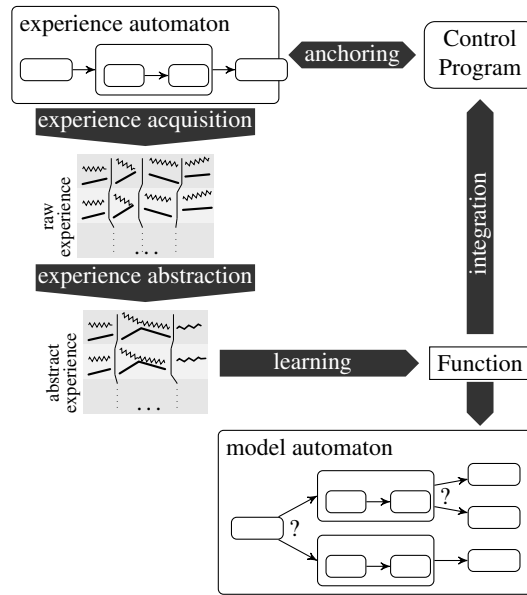 experience automaton
anchoring
Control
Program
experience acquisition
raw
experience
...
experience abstraction
integration
abstract
experience
...
learning
Function
model automaton
?
?